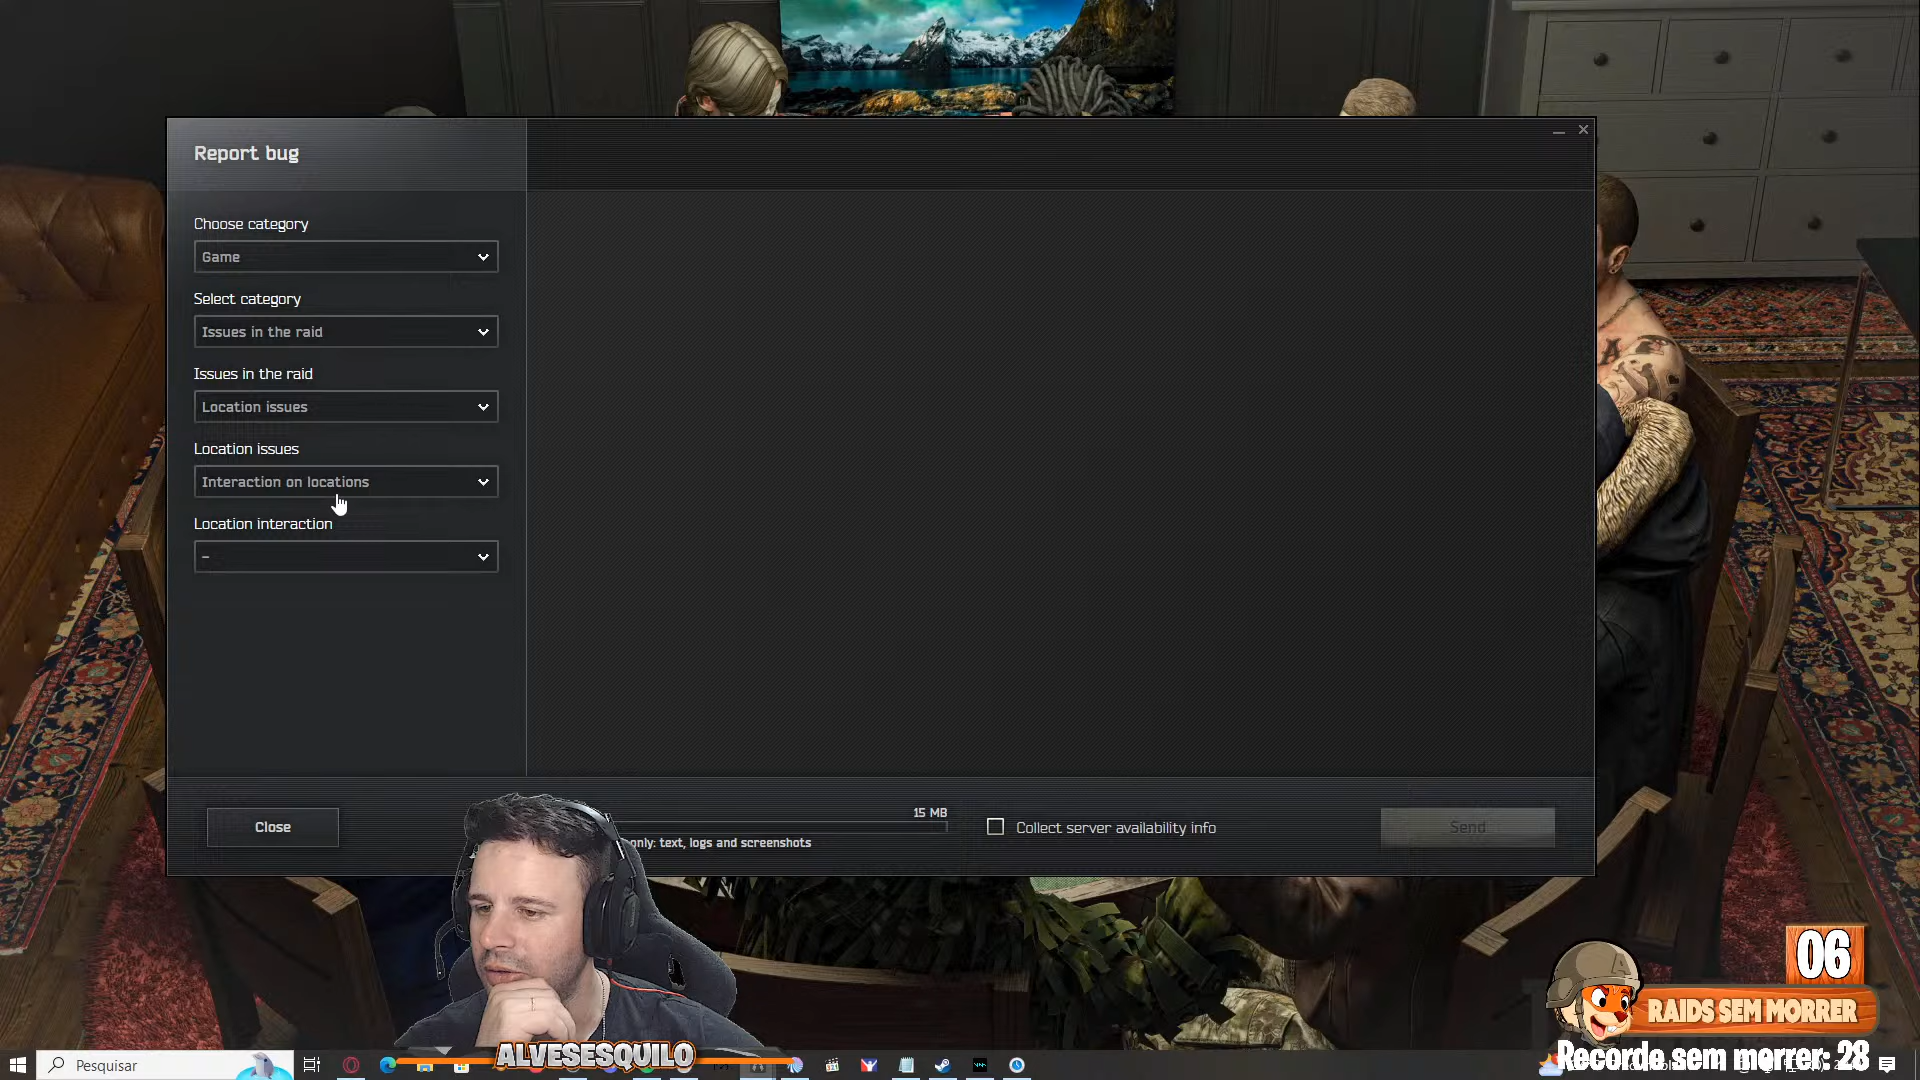 Report bug
Choose category
Game
Select category
Issues in the raid
Issues in the raid
Location issues
Location issues
Interaction on locations
Location interaction
–
Close
15 MB
only: text, logs and screenshots
Collect server availability info
Send
06
RAIDS SEM MORRER
Recorde sem morrer: 28
ALVESESQUILO
Pesquisar